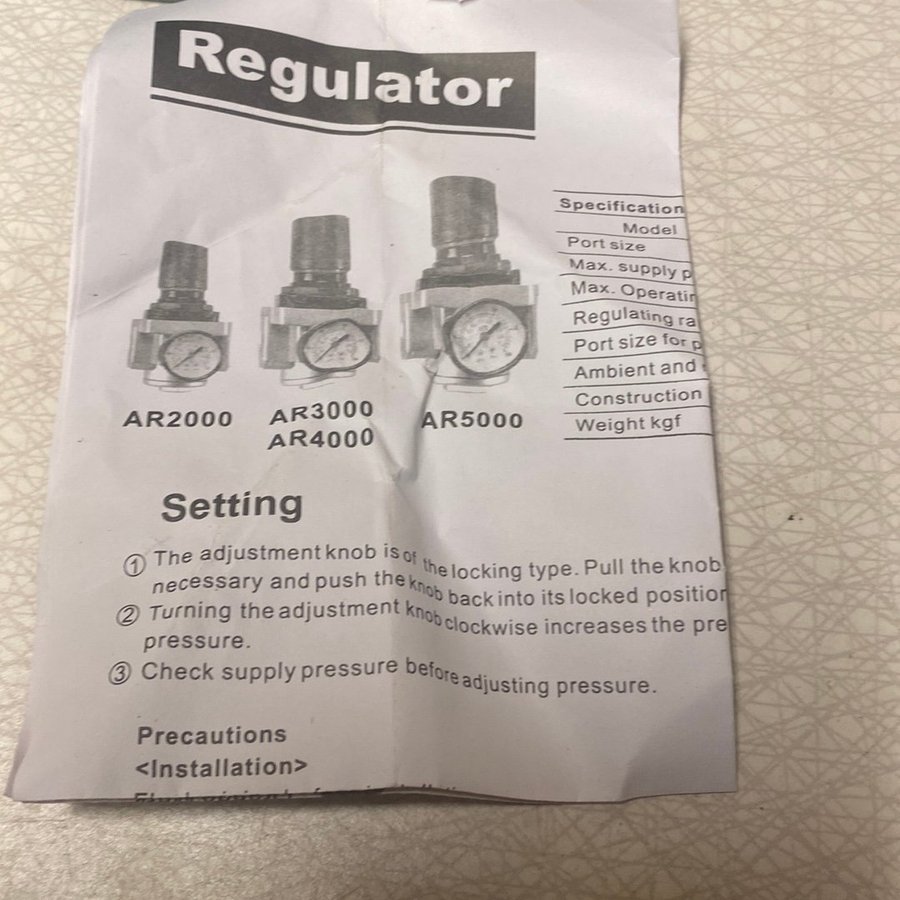 Regulator
AR2000
AR3000
AR4000
AR5000
Specification
Model
Port size
Max. supply p
Max. Operatin
Regulating ra
Port size for p
Ambient and
Construction
Weight kgf
Setting
① The adjustment knob is of the locking type. Pull the knob
necessary and push the knob back into its locked position
② Turning the adjustment knob clockwise increases the pre
pressure.
③ Check supply pressure before adjusting pressure.
Precautions
<Installation>